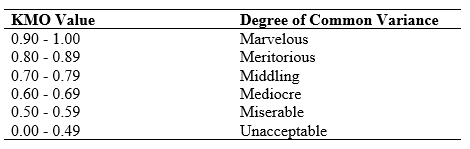 KMO Value Degree of Common Variance
0.90 - 1.00 Marvelous
0.80 - 0.89 Meritorious
0.70 - 0.79 Middling
0.60 - 0.69 Mediocre
0.50 - 0.59 Miserable
0.00 - 0.49 Unacceptable